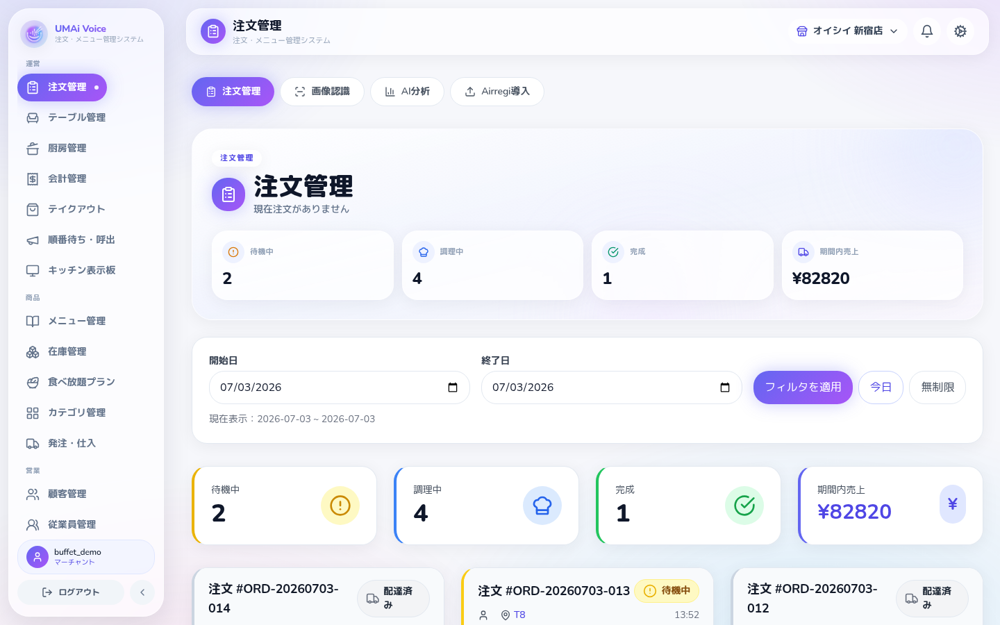 UMAi Voice
注文・メニュー管理システム
運営
注文管理
テーブル管理
厨房管理
会計管理
テイクアウト
順番待ち・呼出
キッチン表示板
商品
メニュー管理
在庫管理
食べ放題プラン
カテゴリ管理
発注・仕入
営業
顧客管理
従業員管理
buffet_demo
マーチャント
ログアウト
注文管理
注文・メニュー管理システム
オイシイ 新宿店
注文管理
画像認識
AI分析
Airregi導入
注文管理
注文管理
現在注文がありません
待機中
2
調理中
4
完成
1
期間内売上
¥82820
開始日
07/03/2026
終了日
07/03/2026
フィルタを適用
今日
無制限
現在表示：2026-07-03 ~ 2026-07-03
待機中
2
調理中
4
完成
1
期間内売上
¥82820
¥
注文 #ORD-20260703-
014
配達済
み
注文 #ORD-20260703-013
待機中
T8
13:52
注文 #ORD-20260703-
012
配達済
み